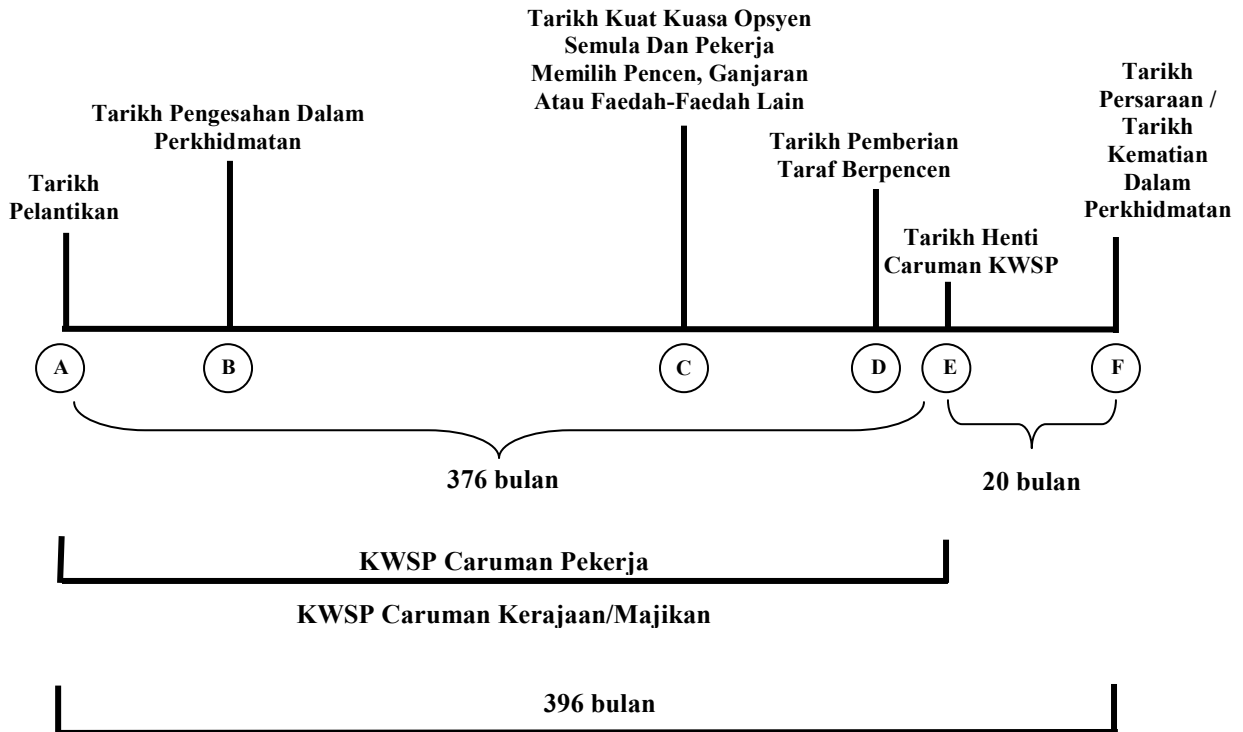 Tarikh Kuat Kuasa Opsyen
Semula Dan Pekerja
Memilih Pencen, Ganjaran
Atau Faedah-Faedah Lain
Tarikh
Persaraan /
Tarikh
Kematian
Dalam
Perkhidmatan
Tarikh Pengesahan Dalam
Perkhidmatan
Tarikh Pemberian
Taraf Berpencen
Tarikh
Pelantikan
Tarikh Henti
Caruman KWSP
A B C D E F
376 bulan 20 bulan
KWSP Caruman Pekerja
KWSP Caruman Kerajaan/Majikan
396 bulan